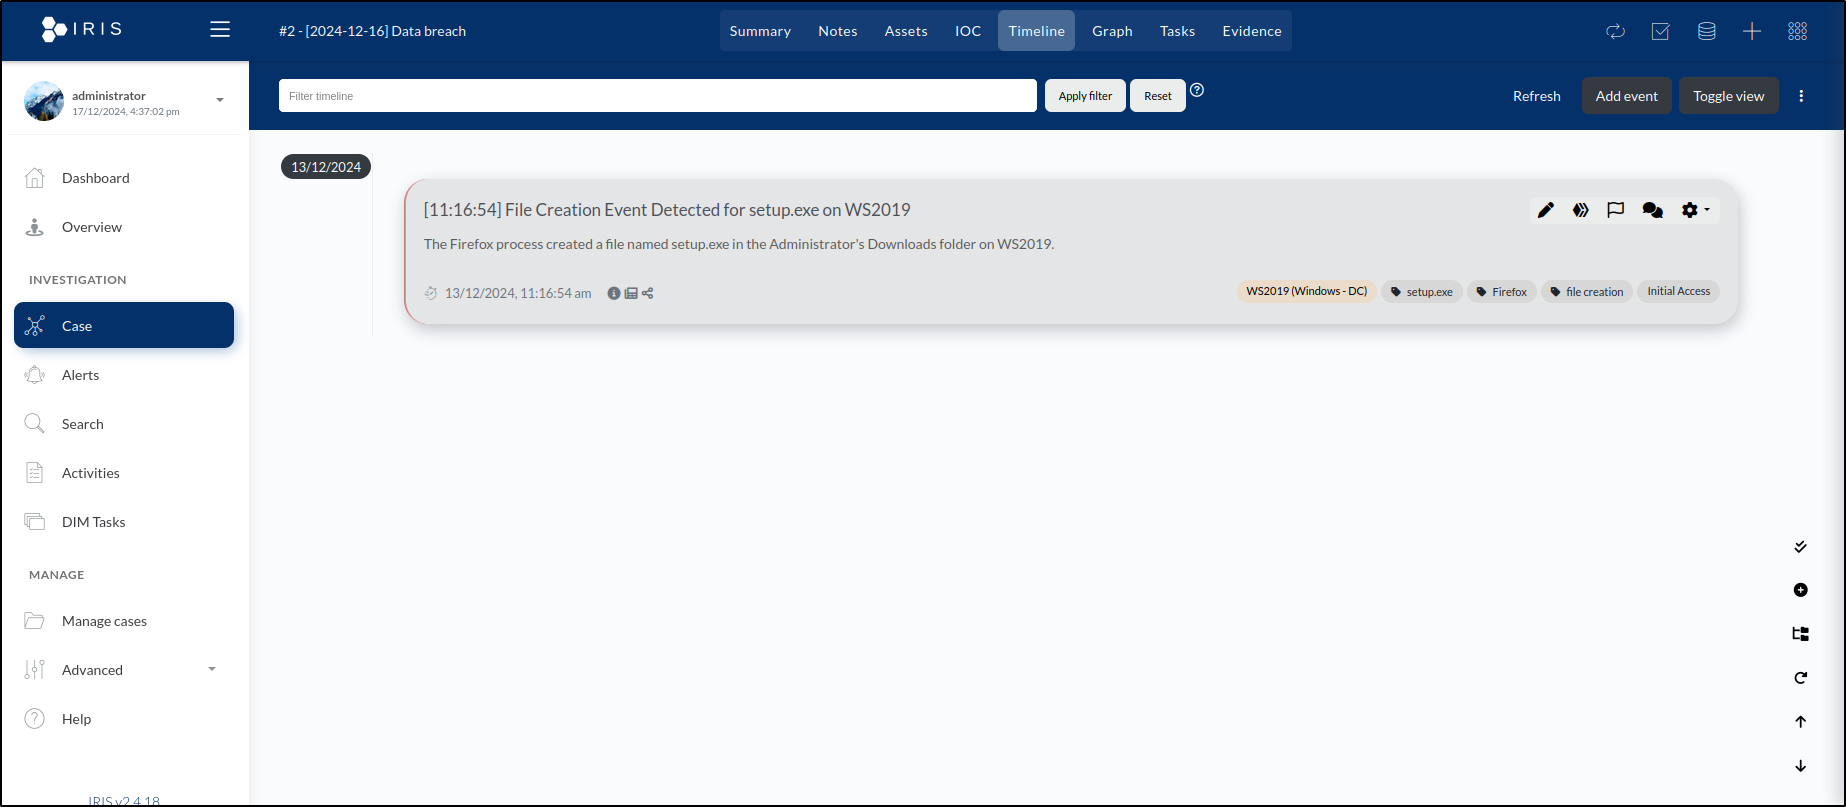 IRIS
#2 - [2024-12-16] Data breach
Summary Notes Assets IOC Timeline Graph Tasks Evidence
administrator
17/12/2024, 4:37:02 pm
Filter timeline
Apply filter Reset
Refresh Add event Toggle view
Dashboard
Overview
INVESTIGATION
Case
Alerts
Search
Activities
DIM Tasks
MANAGE
Manage cases
Advanced
Help
IRIS v2.4.18
13/12/2024
[11:16:54] File Creation Event Detected for setup.exe on WS2019
The Firefox process created a file named setup.exe in the Administrator's Downloads folder on WS2019.
13/12/2024, 11:16:54 am
WS2019 (Windows - DC) setup.exe Firefox file creation Initial Access